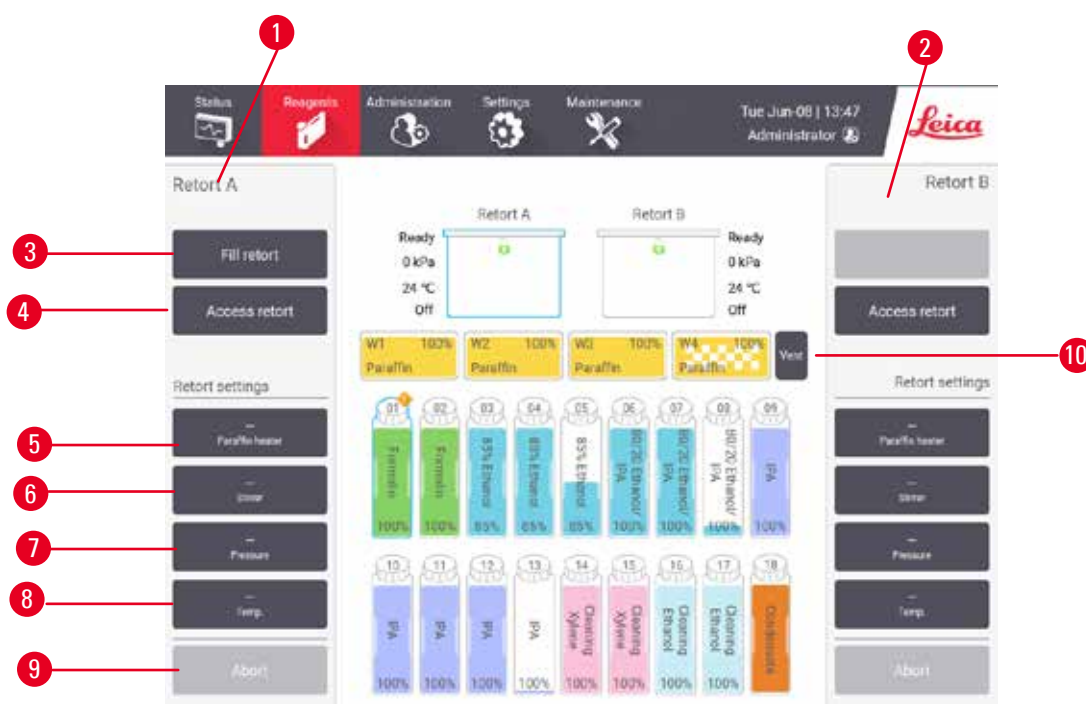 1
2
Status
Reagents
Administration
Settings
Maintenance
Tue Jun-08 | 13:47
Administrator
Leica
Retort A
Retort B
Retort A
Retort B
3
Fill retort
Ready
0 kPa
24 °C
Off
Ready
0 kPa
24 °C
Off
4
Access retort
Access retort
W1 100%
Paraffin
W2 100%
Paraffin
W3 100%
Paraffin
W4 100%
Paraffin
Vent
10
Retort settings
Retort settings
5
--
Paraffin heater
6
--
Stirrer
7
--
Pressure
8
--
Temp.
9
Abort
01
Formalin
100%
02
Formalin
100%
03
85% Ethanol
85%
04
85% Ethanol
85%
05
85% Ethanol
85%
06
80/20 Ethanol/
IPA
100%
07
80/20 Ethanol/
IPA
100%
08
80/20 Ethanol/
IPA
100%
09
IPA
100%
10
IPA
100%
11
IPA
100%
12
IPA
100%
13
IPA
100%
14
Cleaning
Xylene
100%
15
Cleaning
Xylene
100%
16
Cleaning
Ethanol
100%
17
Cleaning
Ethanol
100%
18
Condensate
--
Paraffin heater
--
Stirrer
--
Pressure
--
Temp.
Abort